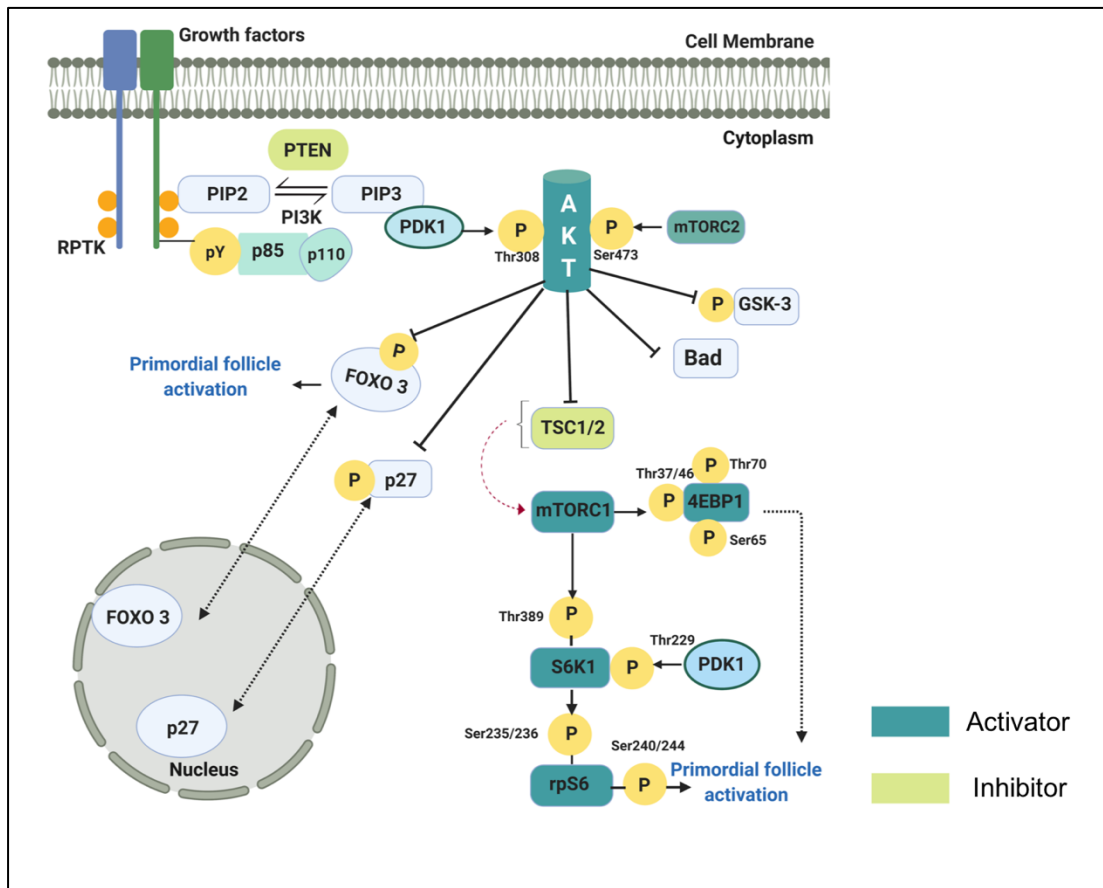 Growth factors
Cell Membrane
Cytoplasm
PTEN
PIP2
PIP3
PI3K
RPTK
pY
p85
p110
PDK1
P
Thr308
A
K
T
P
Ser473
mTORC2
P
GSK-3
Bad
P
FOXO 3
Primordial follicle
activation
TSC1/2
P
p27
mTORC1
Thr37/46
P
Thr70
P
4EBP1
P
Ser65
Thr389
P
S6K1
P
Thr229
PDK1
Ser235/236
P
rpS6
Ser240/244
P
Primordial follicle
activation
FOXO 3
p27
Nucleus
Activator
Inhibitor